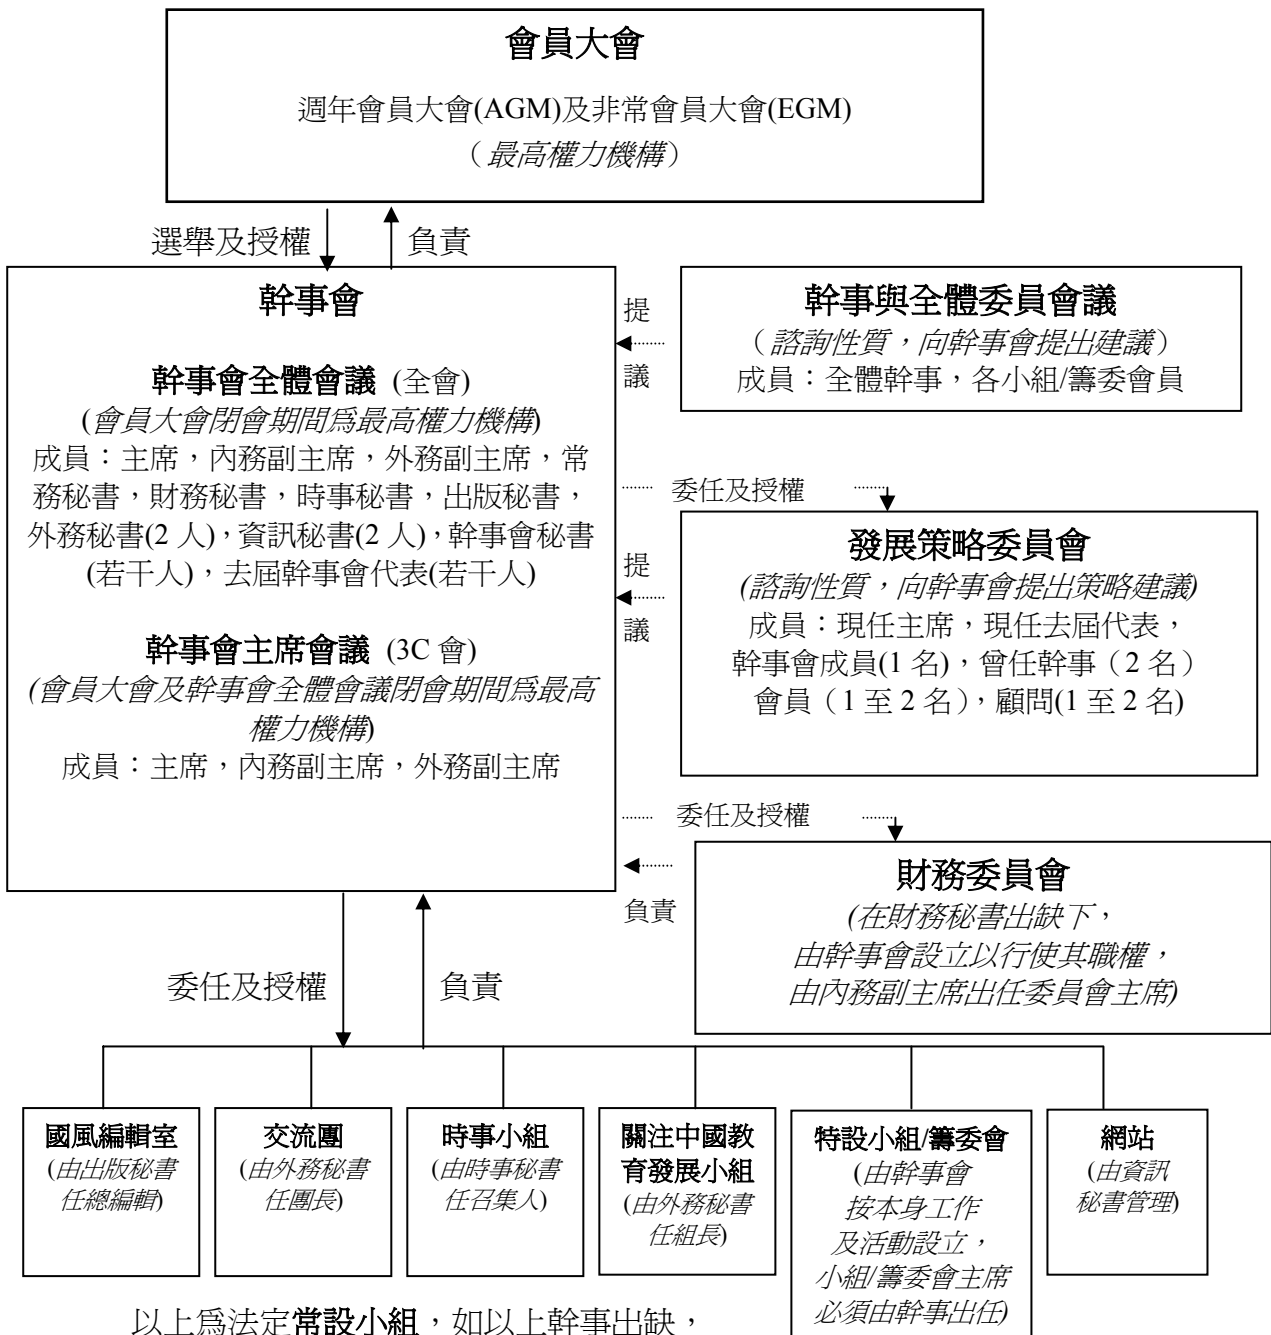 會員大會
週年會員大會(AGM)及非常會員大會(EGM)
（最高權力機構）
選舉及授權
負責
幹事會
幹事會全體會議 (全會)
(會員大會閉會期間爲最高權力機構)
成員：主席，內務副主席，外務副主席，常
務秘書，財務秘書，時事秘書，出版秘書，
外務秘書(2 人)，資訊秘書(2 人)，幹事會秘書
(若干人)，去屆幹事會代表(若干人)
幹事會主席會議 (3C 會)
(會員大會及幹事會全體會議閉會期間爲最高
權力機構)
成員：主席，內務副主席，外務副主席
提
議
幹事與全體委員會議
（諮詢性質，向幹事會提出建議）
成員：全體幹事，各小組/籌委會員
委任及授權
提
議
發展策略委員會
(諮詢性質，向幹事會提出策略建議)
成員：現任主席，現任去屆代表，
幹事會成員(1 名)，曾任幹事（2 名）
會員（1 至 2 名），顧問(1 至 2 名)
委任及授權
負責
財務委員會
(在財務秘書出缺下，
由幹事會設立以行使其職權，
由內務副主席出任委員會主席)
委任及授權
負責
國風編輯室
(由出版秘書
任總編輯)
交流團
(由外務秘書
任團長)
時事小組
(由時事秘書
任召集人)
關注中國教
育發展小組
(由外務秘書
任組長)
特設小組/籌委會
(由幹事會
按本身工作
及活動設立，
小組/籌委會主席
必須由幹事出任)
網站
(由資訊
秘書管理)
以上爲法定常設小組，如以上幹事出缺，